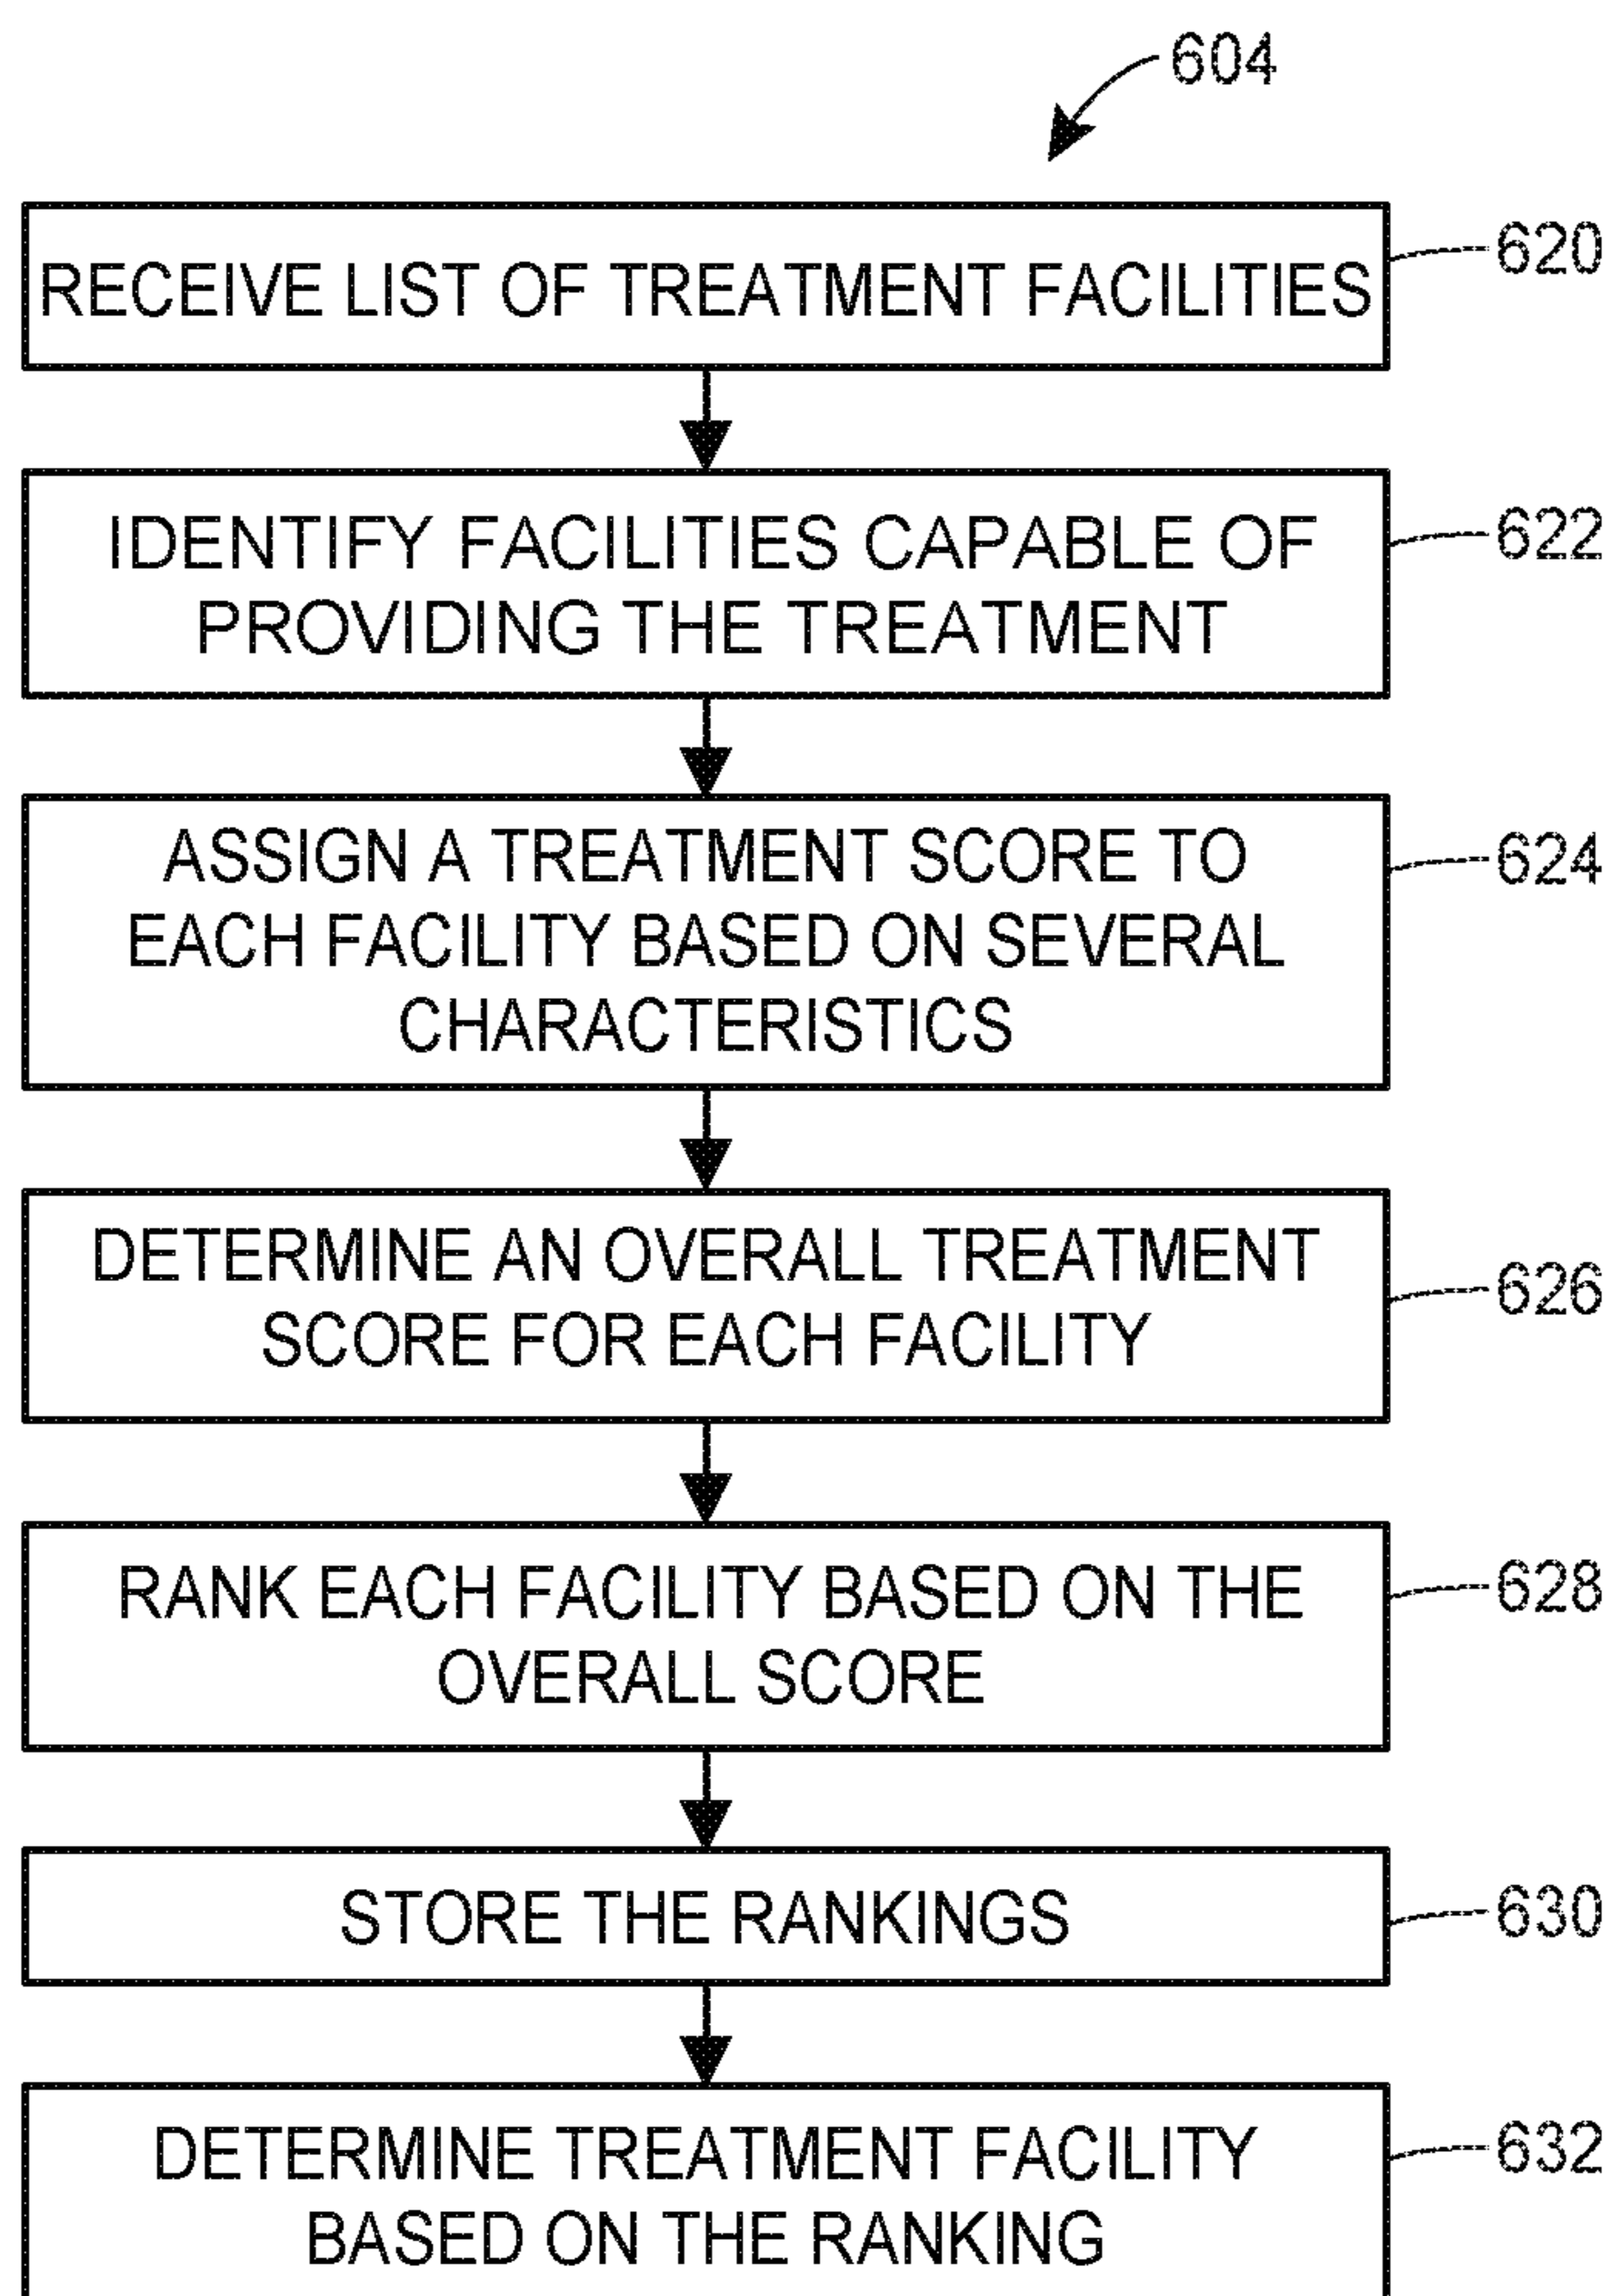 604
RECEIVE LIST OF TREATMENT FACILITIES
620
IDENTIFY FACILITIES CAPABLE OF
PROVIDING THE TREATMENT
622
ASSIGN A TREATMENT SCORE TO
EACH FACILITY BASED ON SEVERAL
CHARACTERISTICS
624
DETERMINE AN OVERALL TREATMENT
SCORE FOR EACH FACILITY
626
RANK EACH FACILITY BASED ON THE
OVERALL SCORE
628
STORE THE RANKINGS
630
DETERMINE TREATMENT FACILITY
BASED ON THE RANKING
632